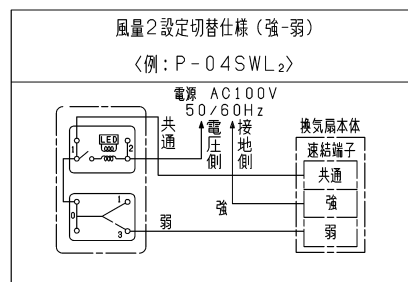 風量2設定切替仕様（強-弱）
〈例：P-04SWL₂〉
電源 AC100V
50/60Hz
共通
電圧側
接地側
換気扇本体
速結端子
共通
強
弱
LED
1
2
0
1
3
弱
強